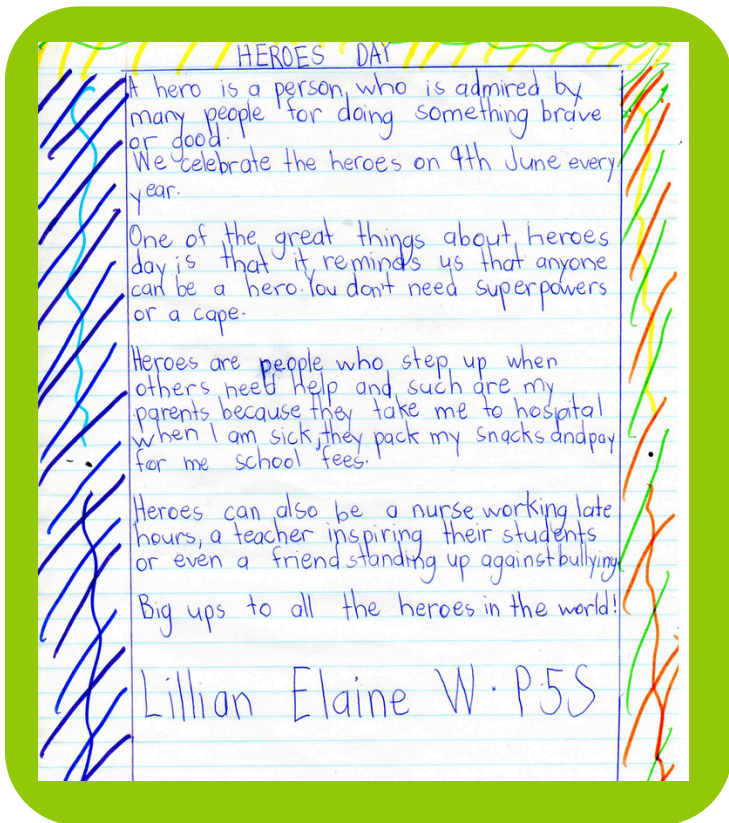 HEROES DAY
A hero is a person who is admired by
many people for doing something brave
or good.
We celebrate the heroes on 9th June every
year.
One of the great things about heroes
day is that it reminds us that anyone
can be a hero. You don't need superpowers
or a cape.
Heroes are people who step up when
others need help and such are my
parents because they take me to hospital
when I am sick, they pack my snacks and pay
for me school fees.
Heroes can also be a nurse working late
hours, a teacher inspiring their students
or even a friend standing up against bullying
Big ups to all the heroes in the world!
Lillian Elaine W. P.5S